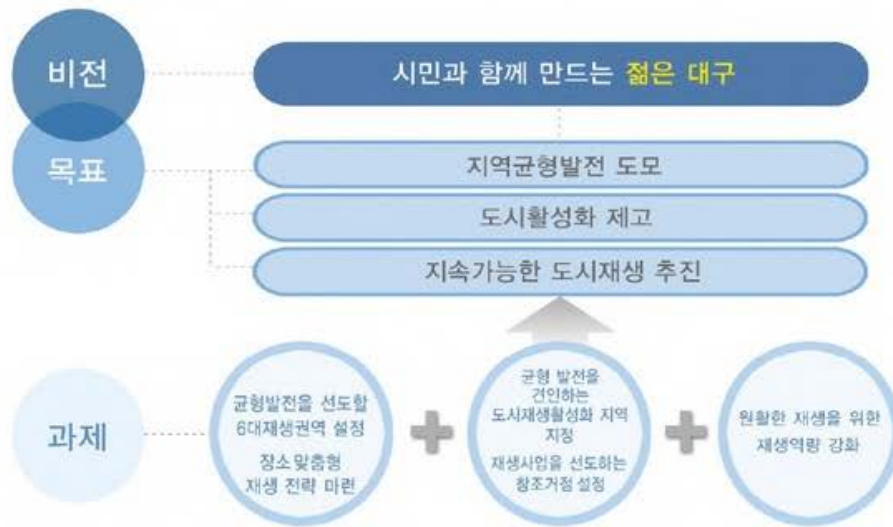 비전
시민과 함께 만드는 젊은 대구
목표
지역균형발전 도모
도시활성화 제고
지속가능한 도시재생 추진
과제
균형발전을 선도할
6대재생권역 설정
장소맞춤형
재생 전략 마련
균형 발전을
견인하는
도시재생활성화 지역
지정
재생사업을 선도하는
창조거점 설정
원활한 재생을 위한
재생역량 강화